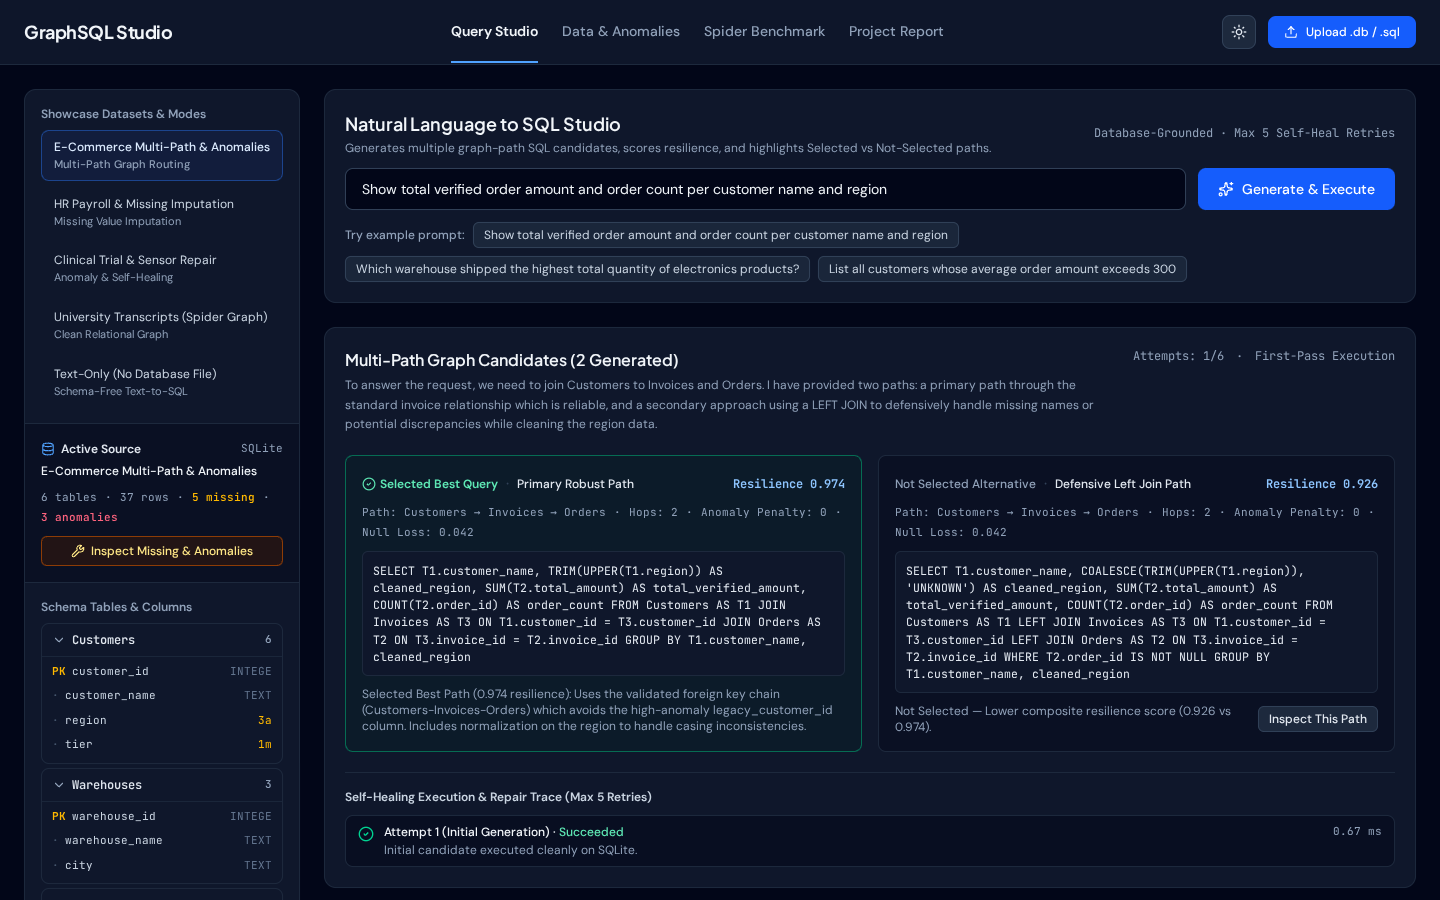 GraphSQL Studio
Query Studio
Data & Anomalies
Spider Benchmark
Project Report
Upload .db / .sql
Showcase Datasets & Modes
E-Commerce Multi-Path & Anomalies
Multi-Path Graph Routing
HR Payroll & Missing Imputation
Missing Value Imputation
Clinical Trial & Sensor Repair
Anomaly & Self-Healing
University Transcripts (Spider Graph)
Clean Relational Graph
Text-Only (No Database File)
Schema-Free Text-to-SQL
Active Source
SQLite
E-Commerce Multi-Path & Anomalies
6 tables · 37 rows · 5 missing ·
3 anomalies
Inspect Missing & Anomalies
Schema Tables & Columns
Customers 6
PK customer_id INTEGE
· customer_name TEXT
· region 3a
· tier 1m
Warehouses 3
PK warehouse_id INTEGE
· warehouse_name TEXT
· city TEXT
Natural Language to SQL Studio
Generates multiple graph-path SQL candidates, scores resilience, and highlights Selected vs Not-Selected paths.
Database-Grounded · Max 5 Self-Heal Retries
Show total verified order amount and order count per customer name and region
Generate & Execute
Try example prompt:
Show total verified order amount and order count per customer name and region
Which warehouse shipped the highest total quantity of electronics products?
List all customers whose average order amount exceeds 300
Multi-Path Graph Candidates (2 Generated)
Attempts: 1/6 · First-Pass Execution
To answer the request, we need to join Customers to Invoices and Orders. I have provided two paths: a primary path through the
standard invoice relationship which is reliable, and a secondary approach using a LEFT JOIN to defensively handle missing names or
potential discrepancies while cleaning the region data.
Selected Best Query · Primary Robust Path
Resilience 0.974
Path: Customers → Invoices → Orders · Hops: 2 · Anomaly Penalty: 0 ·
Null Loss: 0.042
SELECT T1.customer_name, TRIM(UPPER(T1.region)) AS
cleaned_region, SUM(T2.total_amount) AS total_verified_amount,
COUNT(T2.order_id) AS order_count FROM Customers AS T1 JOIN
Invoices AS T3 ON T1.customer_id = T3.customer_id JOIN Orders AS
T2 ON T3.invoice_id = T2.invoice_id GROUP BY T1.customer_name,
cleaned_region
Selected Best Path (0.974 resilience): Uses the validated foreign key chain
(Customers-Invoices-Orders) which avoids the high-anomaly legacy_customer_id
column. Includes normalization on the region to handle casing inconsistencies.
Not Selected Alternative · Defensive Left Join Path
Resilience 0.926
Path: Customers → Invoices → Orders · Hops: 2 · Anomaly Penalty: 0 ·
Null Loss: 0.042
SELECT T1.customer_name, COALESCE(TRIM(UPPER(T1.region)),
'UNKNOWN') AS cleaned_region, SUM(T2.total_amount) AS
total_verified_amount, COUNT(T2.order_id) AS order_count FROM
Customers AS T1 LEFT JOIN Invoices AS T3 ON T1.customer_id =
T3.customer_id LEFT JOIN Orders AS T2 ON T3.invoice_id =
T2.invoice_id WHERE T2.order_id IS NOT NULL GROUP BY
T1.customer_name, cleaned_region
Not Selected — Lower composite resilience score (0.926 vs
0.974).
Inspect This Path
Self-Healing Execution & Repair Trace (Max 5 Retries)
Attempt 1 (Initial Generation) · Succeeded
0.67 ms
Initial candidate executed cleanly on SQLite.